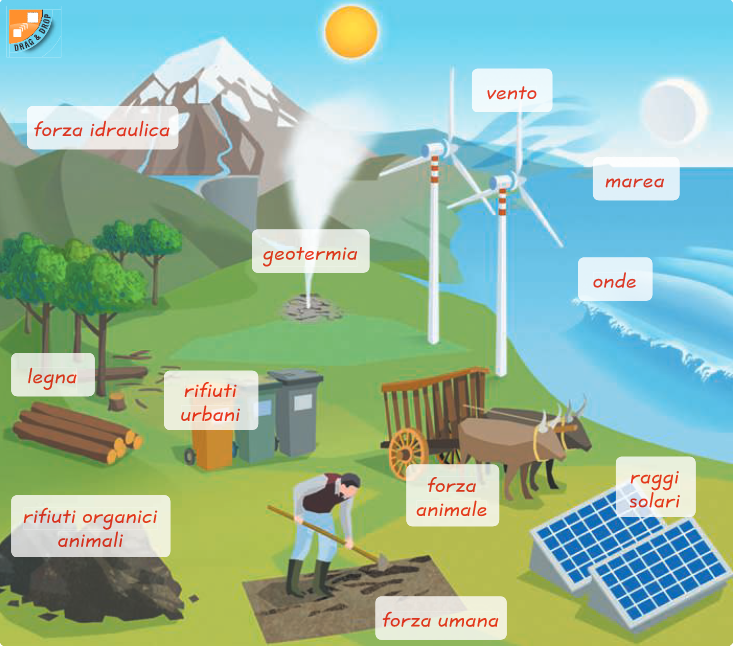 DRAG & DROP
vento
forza idraulica
marea
geotermia
onde
legna
rifiuti
urbani
forza
animale
raggi
solari
rifiuti organici
animali
forza umana